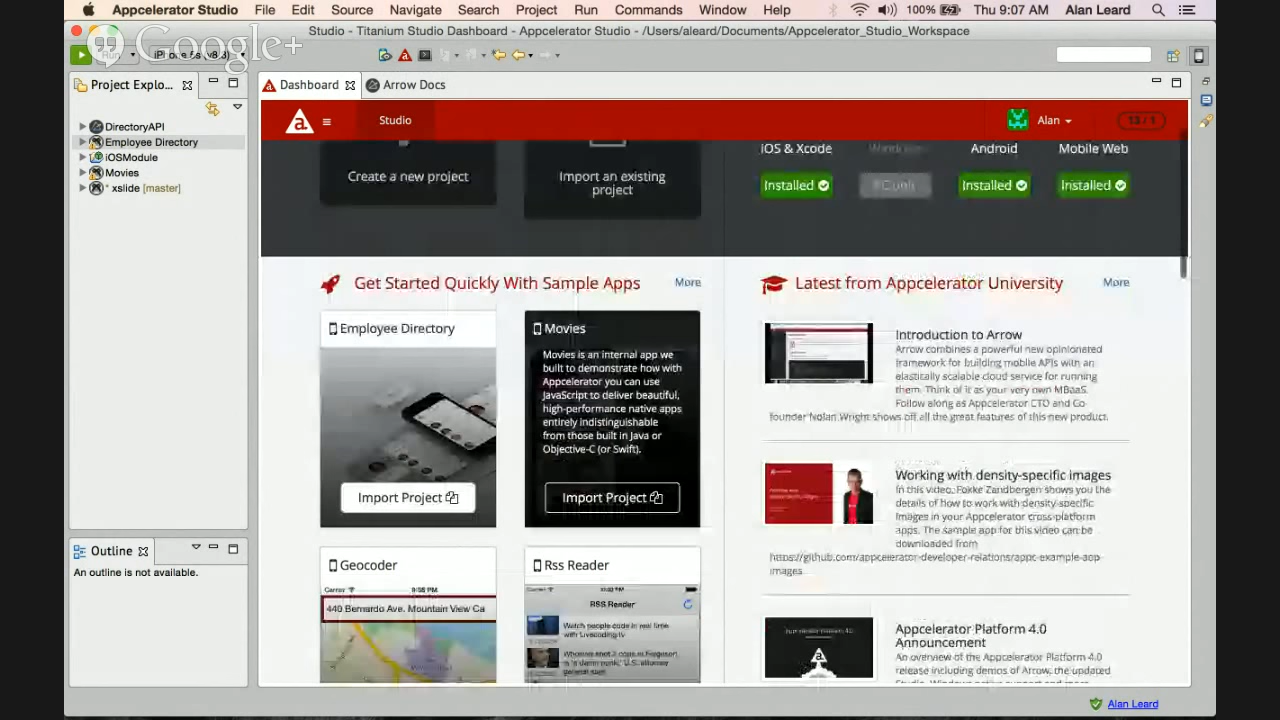 Appcelerator Studio File Edit Source Navigate Search Project Run Commands Window Help 100% Thu 9:07 AM Alan Leard
Studio - Titanium Studio Dashboard - Appcelerator Studio - /Users/aleard/Documents/Appcelerator_Studio_Workspace
Google+
Run
Project Explo...
Dashboard
Arrow Docs
DirectoryAPI
Employee Directory
iOSModule
Movies
* xslide [master]
Studio
Alan
13 / 1
Create a new project
Import an existing
project
iOS & Xcode
Android
Mobile Web
Installed
Installed
Installed
Get Started Quickly With Sample Apps
More
Employee Directory
Import Project
Movies
Movies is an internal app we
built to demonstrate how with
Appcelerator you can use
JavaScript to deliver beautiful,
high-performance native apps
entirely indistinguishable
from those built in Java or
Objective-C (or Swift).
Import Project
Geocoder
440 Bernardo Ave. Mountain View Ca
Rss Reader
RSS Reader
Watch people code in real time
with Livecoding.tv
Latest from Appcelerator University
More
Introduction to Arrow
Arrow combines a powerful new opinionated
framework for building mobile APIs with an
elastically scalable cloud service for running
them. Think of it as your very own MBaaS.
Follow along as Appcelerator CTO and Co
founder Nolan Wright shows off all the great features of this new product.
Working with density-specific images
In this video, Fokke Zandbergen shows you the
details of how to work with density-specific
images in your Appcelerator cross-platform
apps. The sample app for this video can be
downloaded from
https://github.com/appcelerator-developer-relations/appc-example-app
images.
Appcelerator Platform 4.0
Announcement
An overview of the Appcelerator Platform 4.0
release including demos of Arrow, the updated
Outline
An outline is not available.
Alan Leard